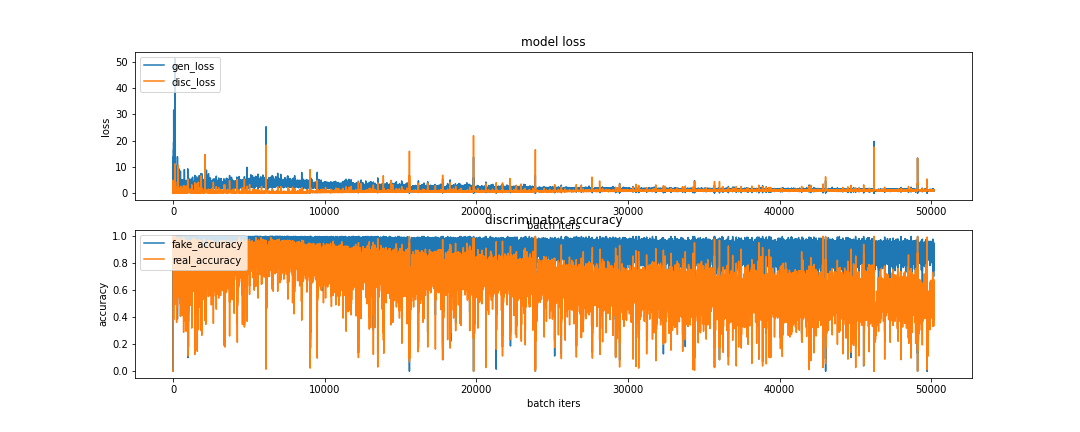 model loss
50
40
30
20
10
0
loss
gen_loss
disc_loss
0 10000 20000 30000 40000 50000
batch iters
discriminator accuracy
1.0
0.8
0.6
0.4
0.2
0.0
accuracy
fake_accuracy
real_accuracy
0 10000 20000 30000 40000 50000
batch iters